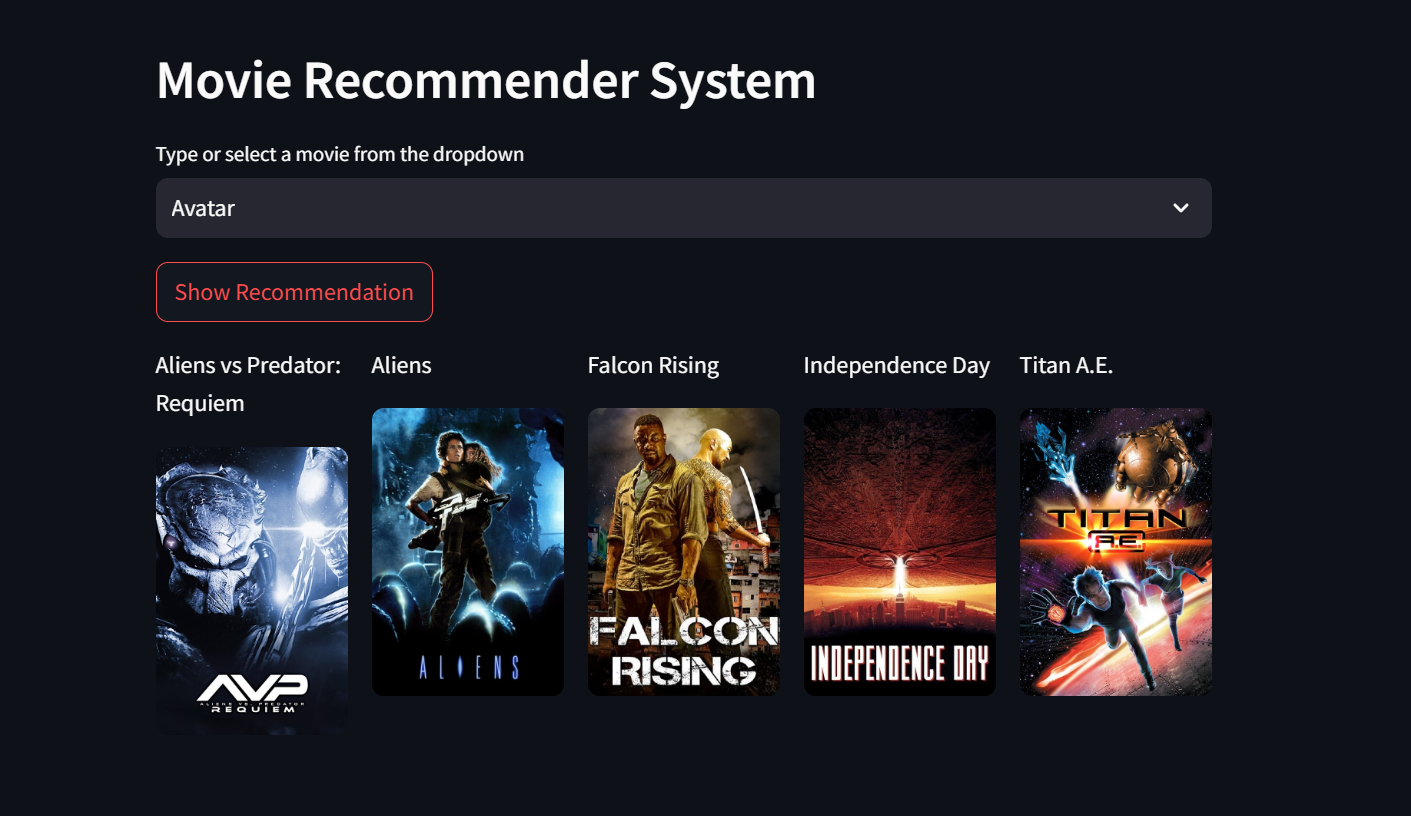 Movie Recommender System
Type or select a movie from the dropdown
Avatar
Show Recommendation
Aliens vs Predator:
Requiem
Aliens
Falcon Rising
Independence Day
Titan A.E.
AVP
ALIENS VS. PREDATOR
REQUIEM
ALIENS
FALCON
RISING
INDEPENDENCE DAY
TITAN
A.E.